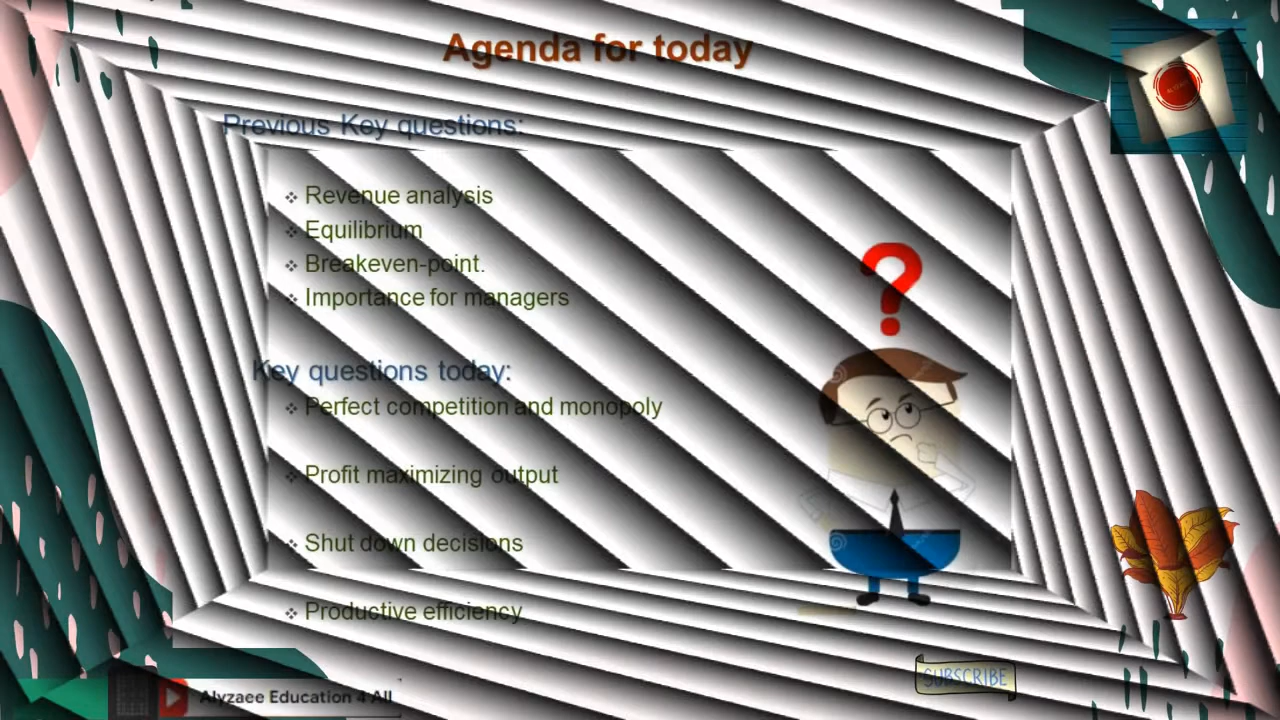 Agenda for today
Previous Key questions:
Revenue analysis
Equilibrium
Breakeven-point.
Importance for managers
Key questions today:
Perfect competition and monopoly
Profit maximizing output
Shut down decisions
Productive efficiency
SUBSCRIBE
Alyzaee Education 4 All